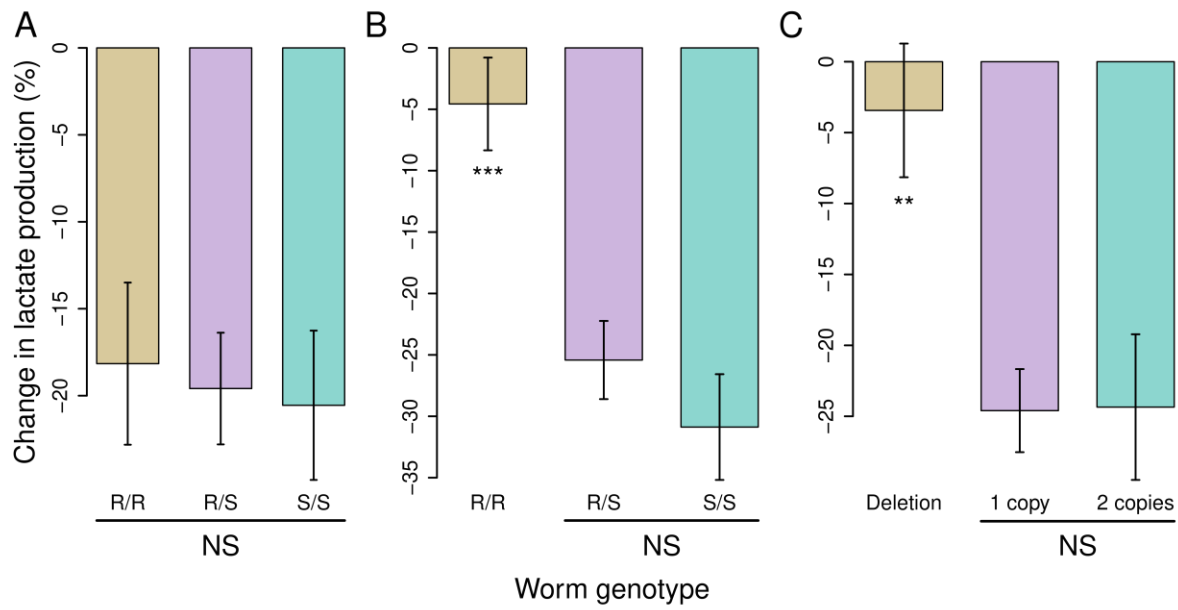 A
B
C
Change in lactate production (%)
0
−5
−10
−15
−20
R/R
R/S
S/S
NS
0
−5
−10
−15
−20
−25
−30
−35
***
R/R
R/S
S/S
NS
0
−5
−10
−15
−20
−25
**
Deletion
1 copy
2 copies
NS
Worm genotype